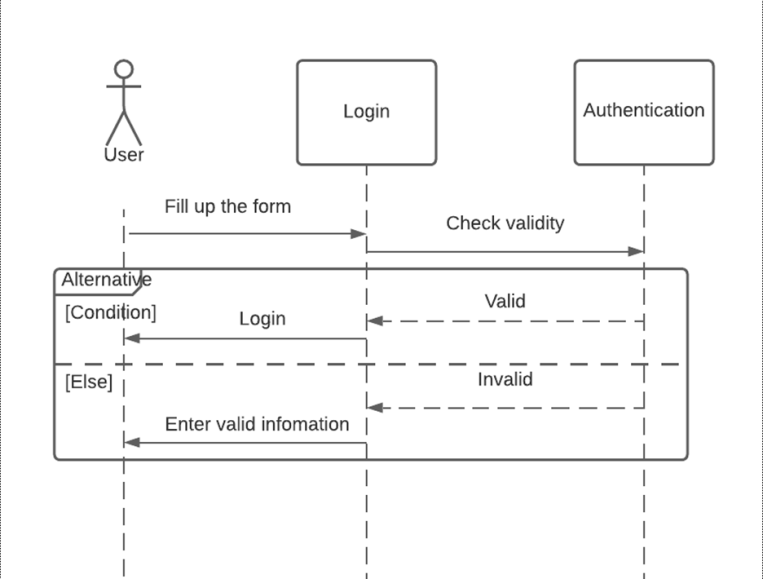 Login
Authentication
User
Fill up the form
Check validity
Alternative
[Condition]
Valid
Login
[Else]
Invalid
Enter valid infomation